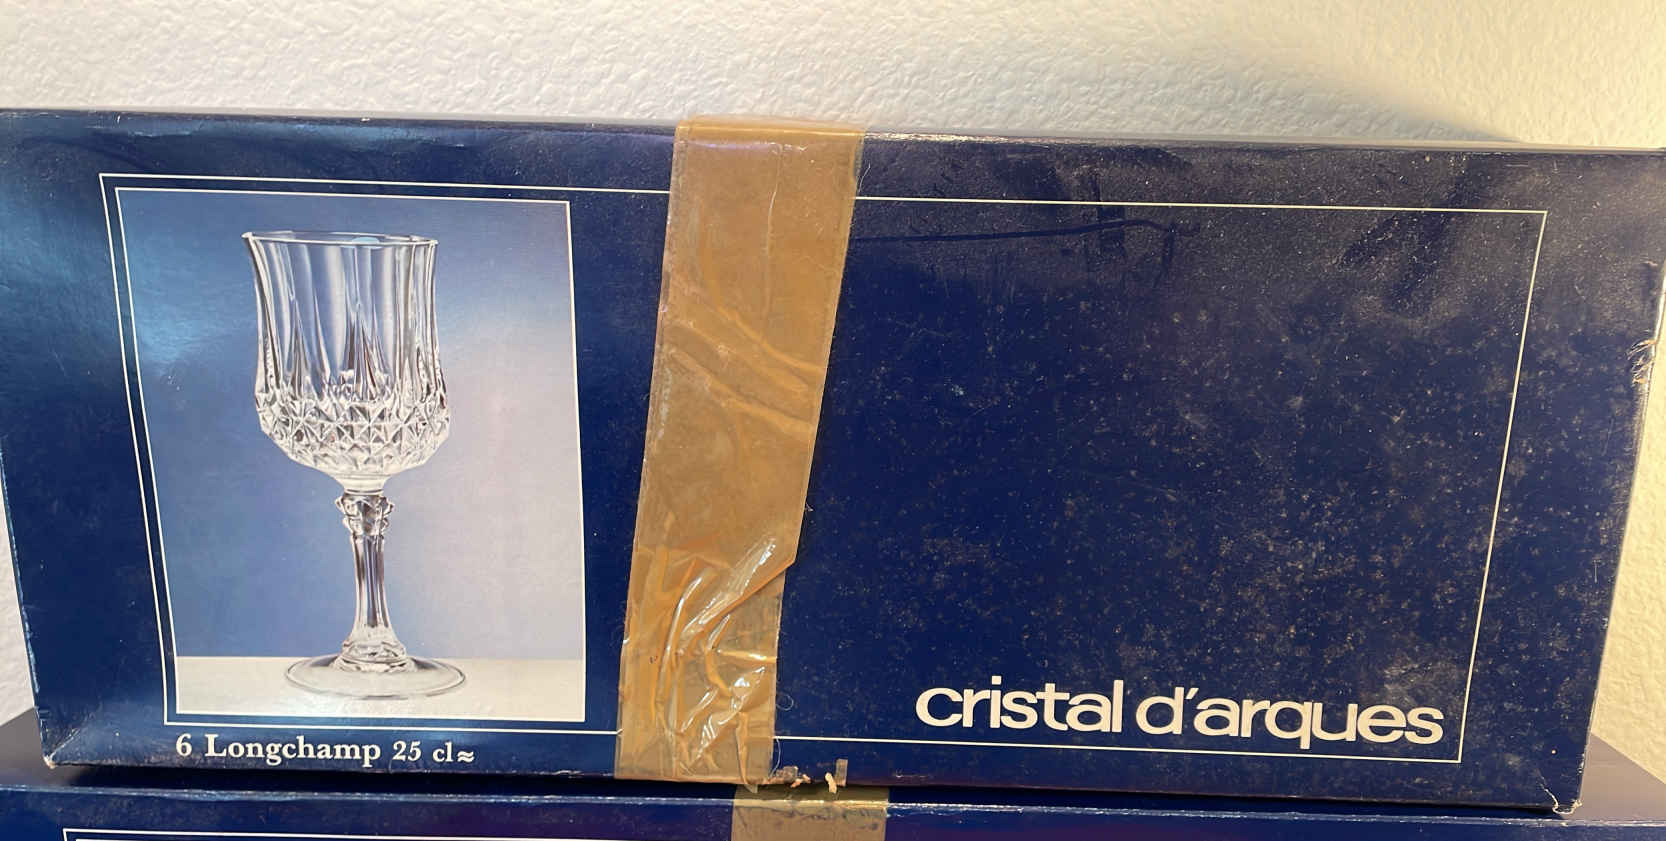 6 Longchamp 25 cl≈
cristal d'arques